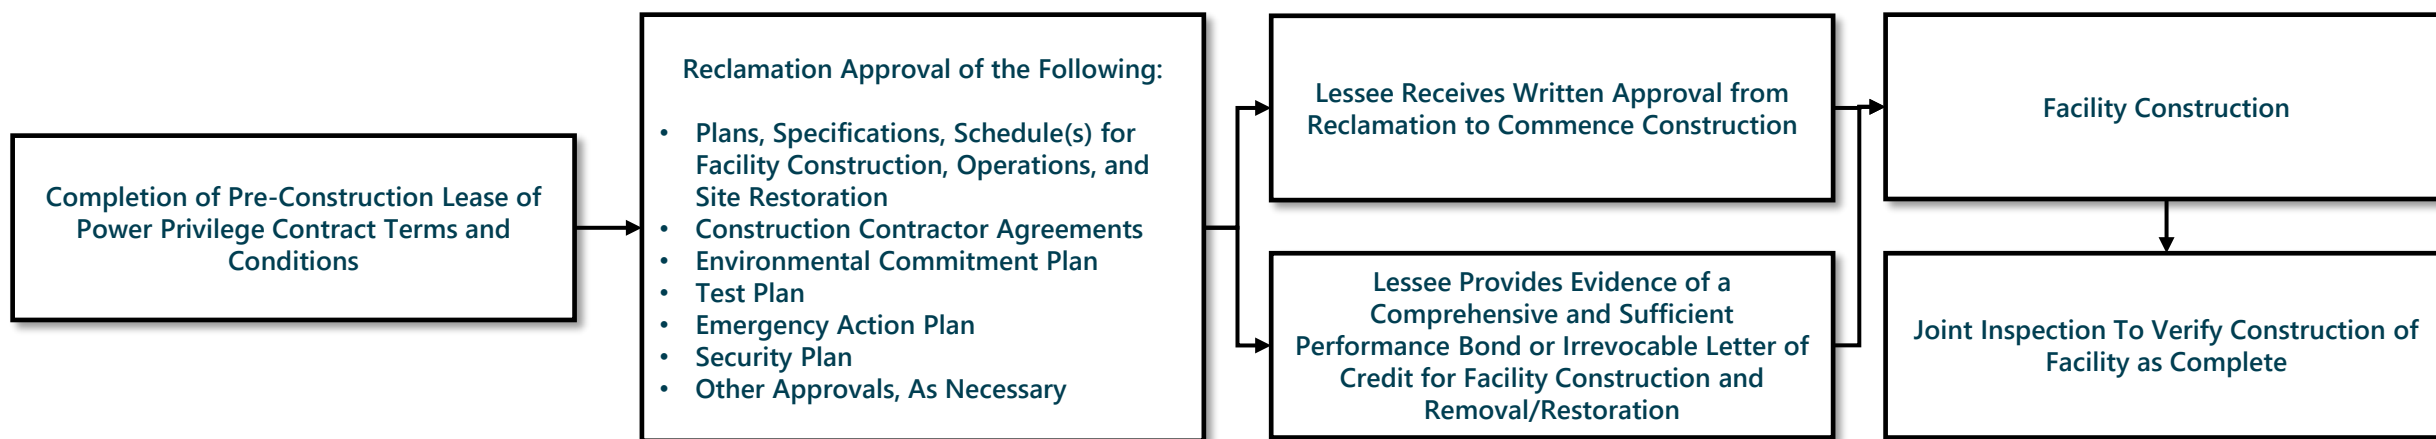 Completion of Pre-Construction Lease of
Power Privilege Contract Terms and
Conditions
Reclamation Approval of the Following:
• Plans, Specifications, Schedule(s) for
Facility Construction, Operations, and
Site Restoration
• Construction Contractor Agreements
• Environmental Commitment Plan
• Test Plan
• Emergency Action Plan
• Security Plan
• Other Approvals, As Necessary
Lessee Receives Written Approval from
Reclamation to Commence Construction
Lessee Provides Evidence of a
Comprehensive and Sufficient
Performance Bond or Irrevocable Letter of
Credit for Facility Construction and
Removal/Restoration
Facility Construction
Joint Inspection To Verify Construction of
Facility as Complete